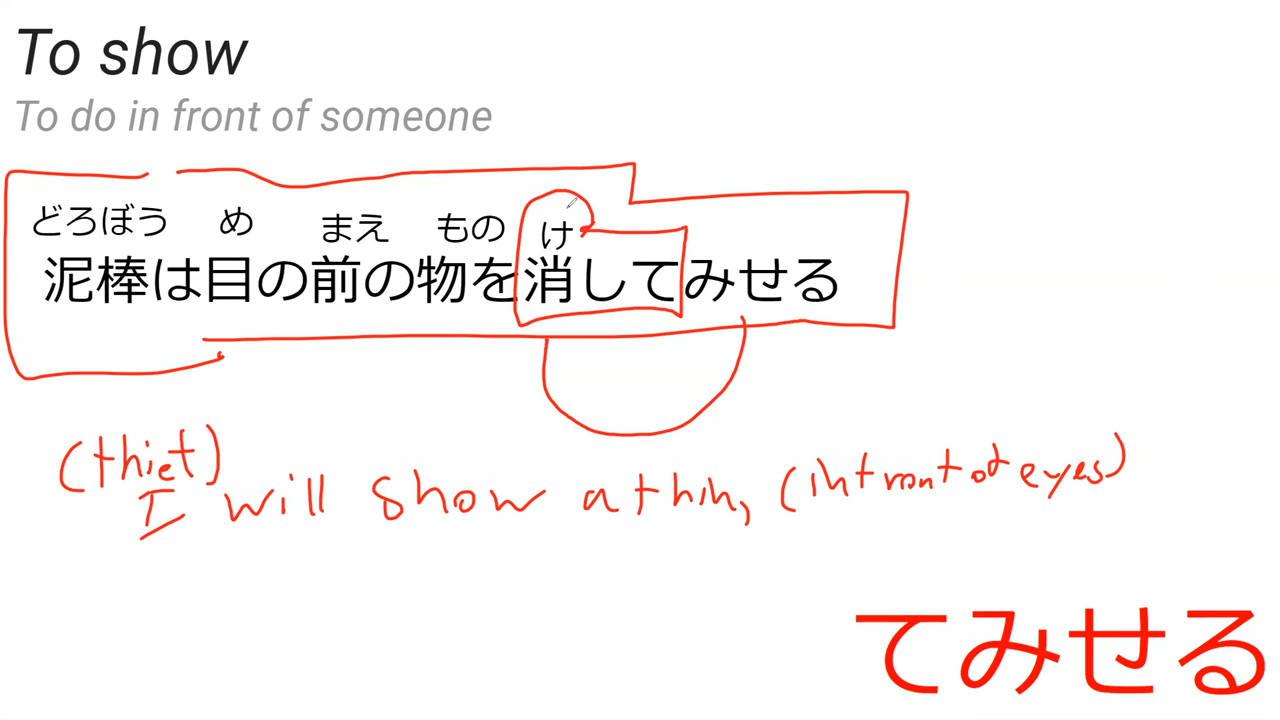 To show
To do in front of someone
どろぼう め まえ もの け
泥棒は目の前の物を消してみせる
(thief)
I will show a thin, (in front of eyes)
てみせる